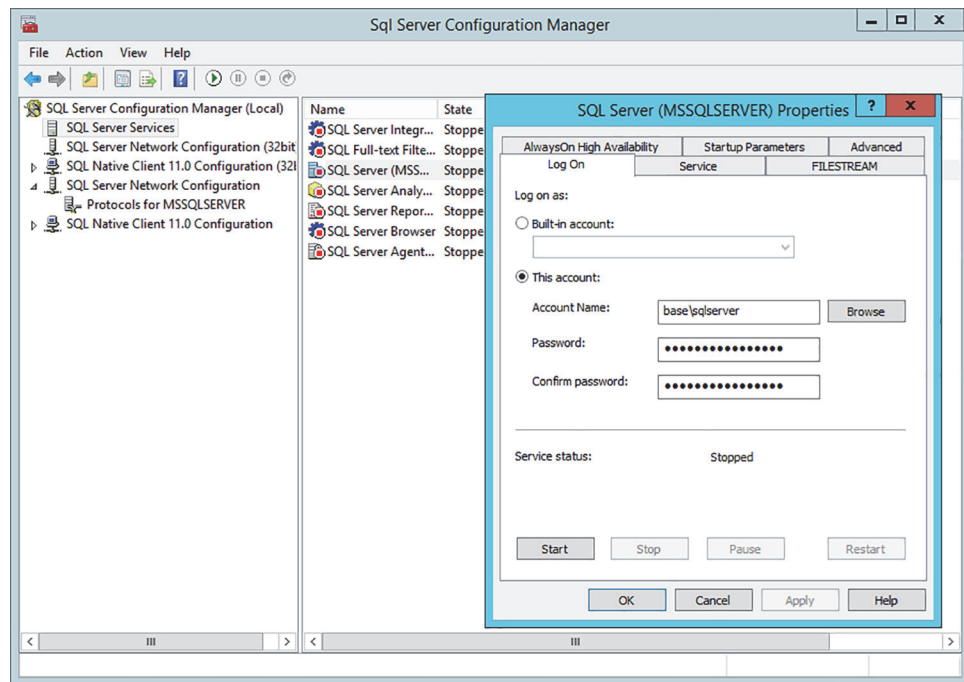 Sql Server Configuration Manager
File Action View Help
SQL Server Configuration Manager (Local)
SQL Server Services
SQL Server Network Configuration (32bit
SQL Native Client 11.0 Configuration (32
SQL Server Network Configuration
Protocols for MSSQLSERVER
SQL Native Client 11.0 Configuration
Name State
SQL Server Integr... Stoppe
SQL Full-text Filte... Stoppe
SQL Server (MSS... Stoppe
SQL Server Analy... Stoppe
SQL Server Repor... Stoppe
SQL Server Browser Stoppe
SQL Server Agent... Stoppe
SQL Server (MSSQLSERVER) Properties
AlwaysOn High Availability Startup Parameters Advanced
Log On Service FILESTREAM
Log on as:
Built-in account:
This account:
Account Name: base\sqlserver Browse
Password: ••••••••••••••••
Confirm password: ••••••••••••••••
Service status: Stopped
Start Stop Pause Restart
OK Cancel Apply Help